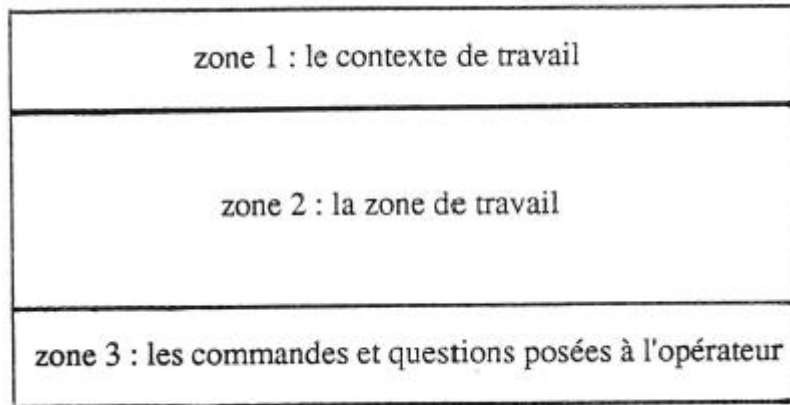 zone 1 : le contexte de travail
zone 2 : la zone de travail
zone 3 : les commandes et questions posées à l'opérateur